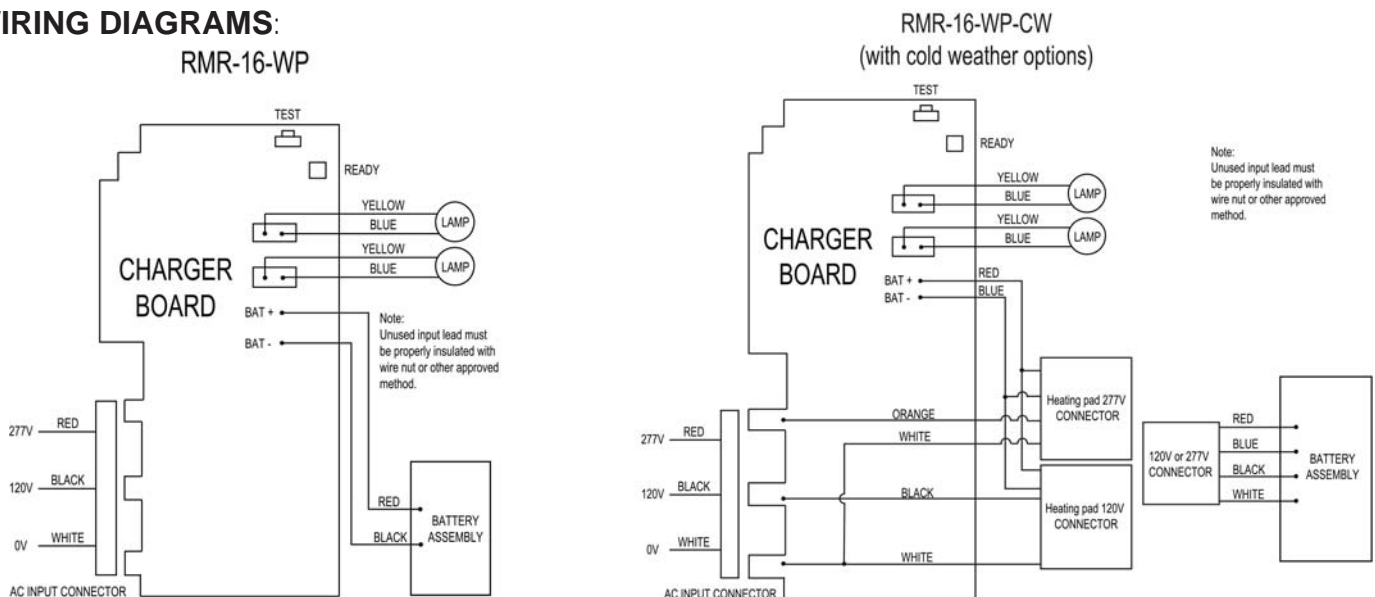 WIRING DIAGRAMS:
RMR-16-WP
TEST
READY
YELLOW
BLUE
LAMP
YELLOW
BLUE
LAMP
CHARGER
BOARD
BAT +
BAT -
Note:
Unused input lead must
be properly insulated with
wire nut or other approved
method.
277V
RED
120V
BLACK
0V
WHITE
RED
BLACK
BATTERY
ASSEMBLY
AC INPUT CONNECTOR
RMR-16-WP-CW
(with cold weather options)
TEST
READY
Note:
Unused input lead must
be properly insulated with
wire nut or other approved
method.
YELLOW
BLUE
LAMP
YELLOW
BLUE
LAMP
CHARGER
BOARD
BAT +
RED
BAT -
BLUE
Heating pad 277V
CONNECTOR
ORANGE
WHITE
277V
RED
120V
BLACK
0V
WHITE
BLACK
Heating pad 120V
CONNECTOR
WHITE
120V or 277V
CONNECTOR
RED
BLUE
BLACK
WHITE
BATTERY
ASSEMBLY
AC INPUT CONNECTOR